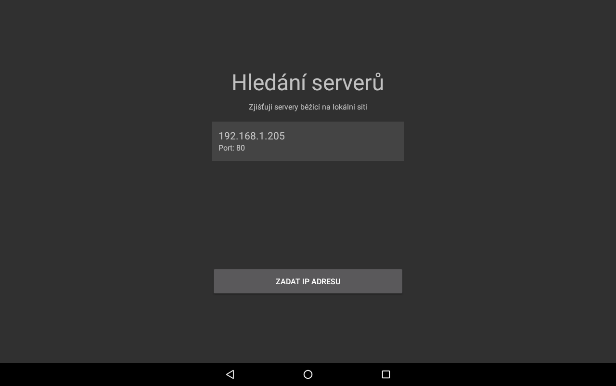 Hledání serverů
Zjišťuji servery běžící na lokální síti
192.168.1.205
Port: 80
ZADAT IP ADRESU